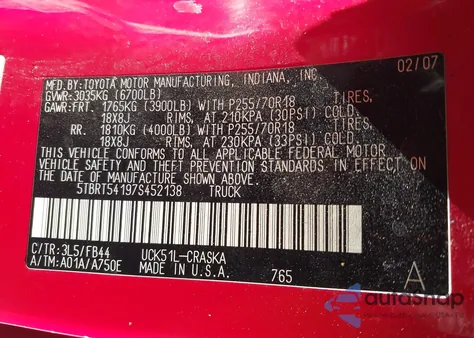 MFD.BY: TOYOTA MOTOR MANUFACTURING, INDIANA, INC. 02/07
GVWR: 3035KG (6700LB)
GAWR: FRT. 1765KG (3900LB) WITH P255/70R18 TIRES,
18X8J RIMS, AT 210KPA (30PSI) COLD
RR. 1810KG (4000LB) WITH P255/70R18 TIRES,
18X8J RIMS, AT 230KPA (33PSI) COLD
THIS VEHICLE CONFORMS TO ALL APPLICABLE FEDERAL MOTOR
VEHICLE SAFETY AND THEFT PREVENTION STANDARDS IN EFFECT ON
THE DATE OF MANUFACTURE SHOWN ABOVE.
5TBRT54197S452138 TRUCK
C/TR: 3L5/FB44 UCK51L-CRASKA
A/TM: A01A/A750E MADE IN U.S.A. 765 A
autosnap